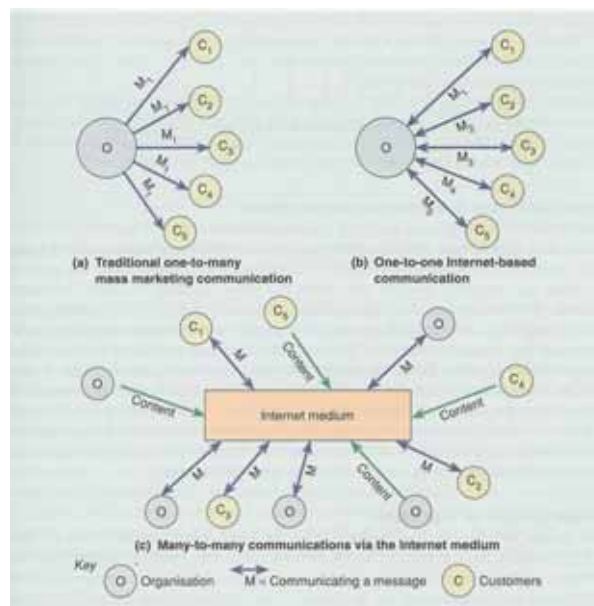 C1
M1
C2
M1
O
M1
C3
M1
C4
M1
C5
(a) Traditional one-to-many
mass marketing communication
C1
M1
C2
M2
O
M3
C3
M4
C4
M5
C5
(b) One-to-one Internet-based
communication
C5
C1
O
M
Content
M
O
Content
C4
Content
Internet medium
M
M
M
Content
M
C3
O
C3
O
O
(c) Many-to-many communications via the Internet medium
Key
O Organisation
M = Communicating a message
C Customers